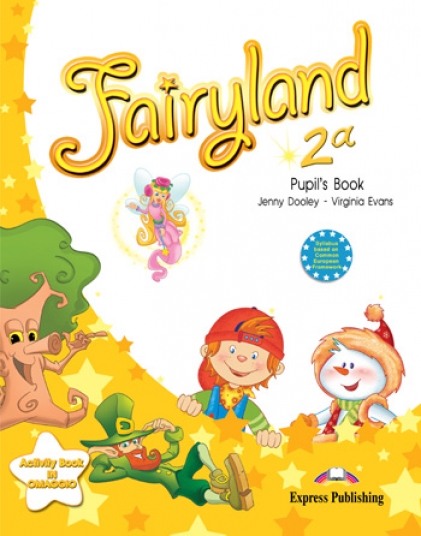 Fairyland
2a
Pupil's Book
Jenny Dooley - Virginia Evans
Syllabus
based on
Common
European
Framework
Activity Book
IN
OMAGGIO
Express Publishing